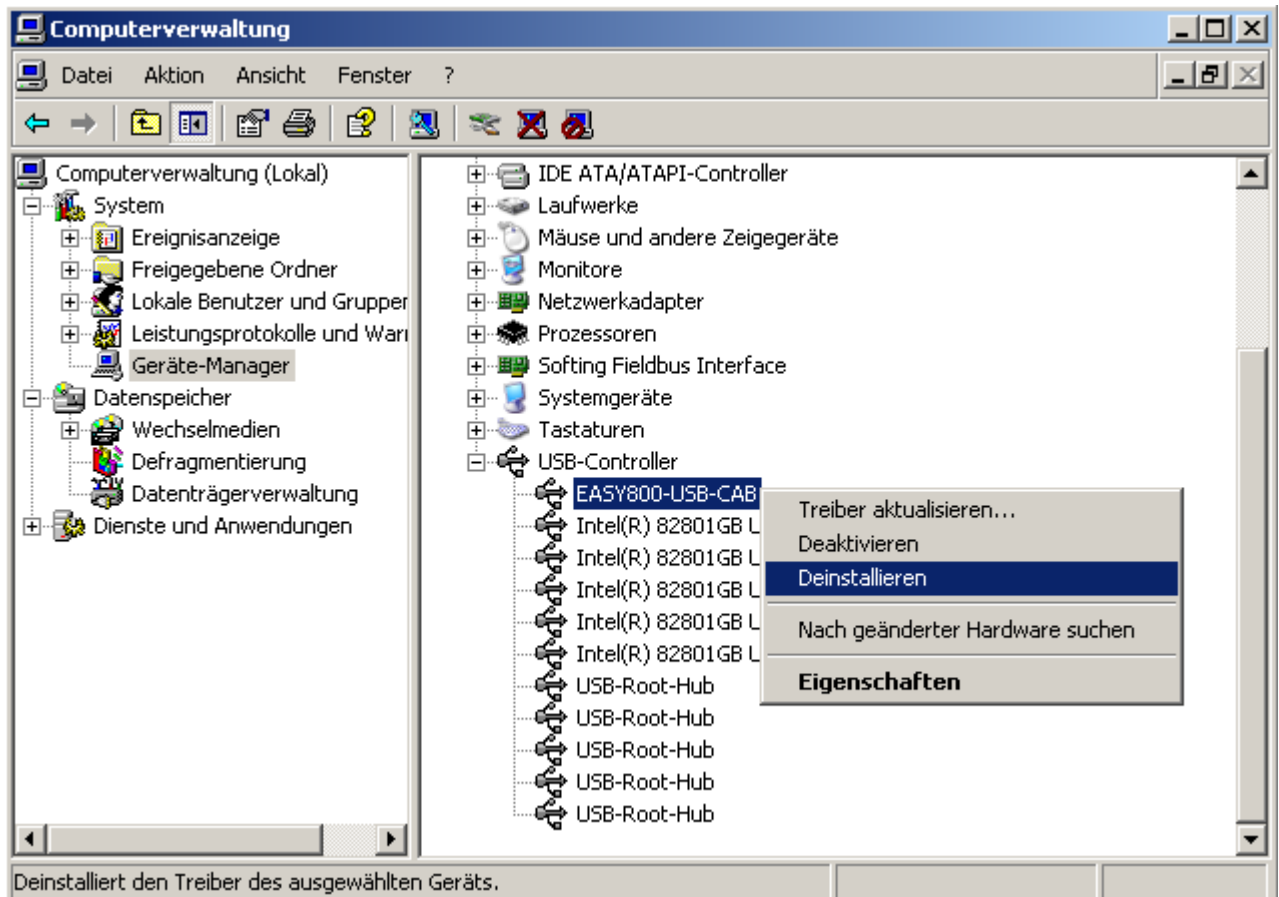 Computerverwaltung
Datei Aktion Ansicht Fenster ?
Computerverwaltung (Lokal)
System
Ereignisanzeige
Freigegebene Ordner
Lokale Benutzer und Gruppen
Leistungsprotokolle und Warn
Geräte-Manager
Datenspeicher
Wechselmedien
Defragmentierung
Datenträgerverwaltung
Dienste und Anwendungen
IDE ATA/ATAPI-Controller
Laufwerke
Mäuse und andere Zeigegeräte
Monitore
Netzwerkadapter
Prozessoren
Softing Fieldbus Interface
Systemgeräte
Tastaturen
USB-Controller
EASY800-USB-CAB
Intel(R) 82801GB U
Intel(R) 82801GB U
Intel(R) 82801GB U
Intel(R) 82801GB U
Intel(R) 82801GB U
USB-Root-Hub
USB-Root-Hub
USB-Root-Hub
USB-Root-Hub
USB-Root-Hub
Treiber aktualisieren...
Deaktivieren
Deinstallieren
Nach geänderter Hardware suchen
Eigenschaften
Deinstalliert den Treiber des ausgewählten Geräts.